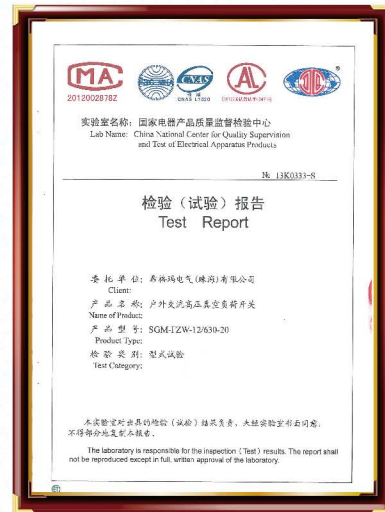 MA
CNAS
AL
2012002878Z
CNAS L7020
实验室名称: 国家电器产品质量监督检验中心
Lab Name: China National Center for Quality Supervision
and Test of Electrical Apparatus Products
№ 13K0333-S
检验（试验）报告
Test Report
委托单位: 希格玛电气(珠海)有限公司
Client:
产品名称: 户外交流高压真空负荷开关
Name of Product:
产品型号: SGM-FZW-12/630-20
Product Type:
检验类别: 型式试验
Test Category:
本实验室对出具的检验（试验）结果负责，未经实验室书面同意，
不得部分地复制本报告。
The laboratory is responsible for the inspection (Test) results. The report shall
not be reproduced except in full, written approval of the laboratory.